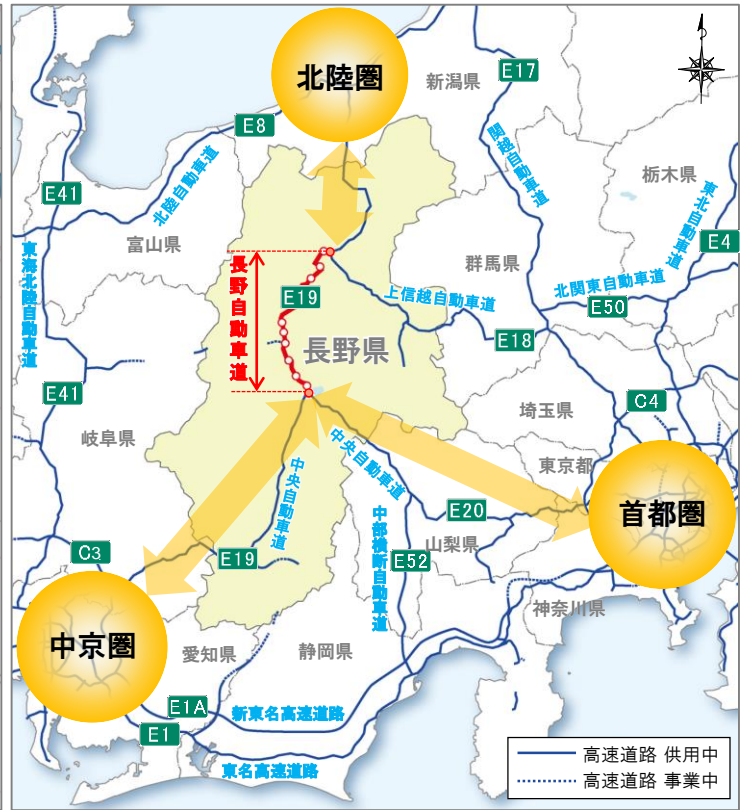 北陸圏
新潟県
E17
E8
関越自動車道
栃木県
E41
北陸自動車道
東北自動車道
富山県
E4
東海北陸自動車道
長野自動車道
群馬県
E19
上信越自動車道
北関東自動車道
E50
E18
長野県
E41
C4
埼玉県
岐阜県
中央自動車道
中央自動車道
東京都
首都圏
E20
中部横断自動車道
山梨県
C3
E19
E52
神奈川県
中京圏
愛知県
静岡県
E1A
新東名高速道路
E1
東名高速道路
高速道路 供用中
高速道路 事業中